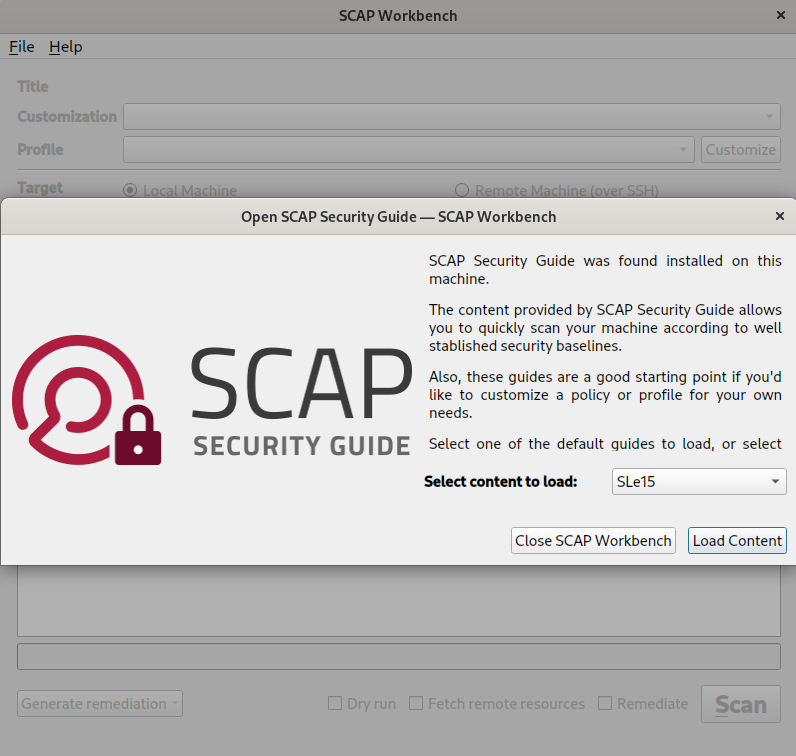 SCAP Workbench
File Help
Title
Customization
Profile Customize
Target Local Machine Remote Machine (over SSH)
Open SCAP Security Guide — SCAP Workbench
SCAP Security Guide was found installed on this
machine.
The content provided by SCAP Security Guide allows
you to quickly scan your machine according to well
stablished security baselines.
Also, these guides are a good starting point if you'd
like to customize a policy or profile for your own
needs.
Select one of the default guides to load, or select
SCAP
SECURITY GUIDE
Select content to load: SLe15
Close SCAP Workbench Load Content
Generate remediation Dry run Fetch remote resources Remediate Scan